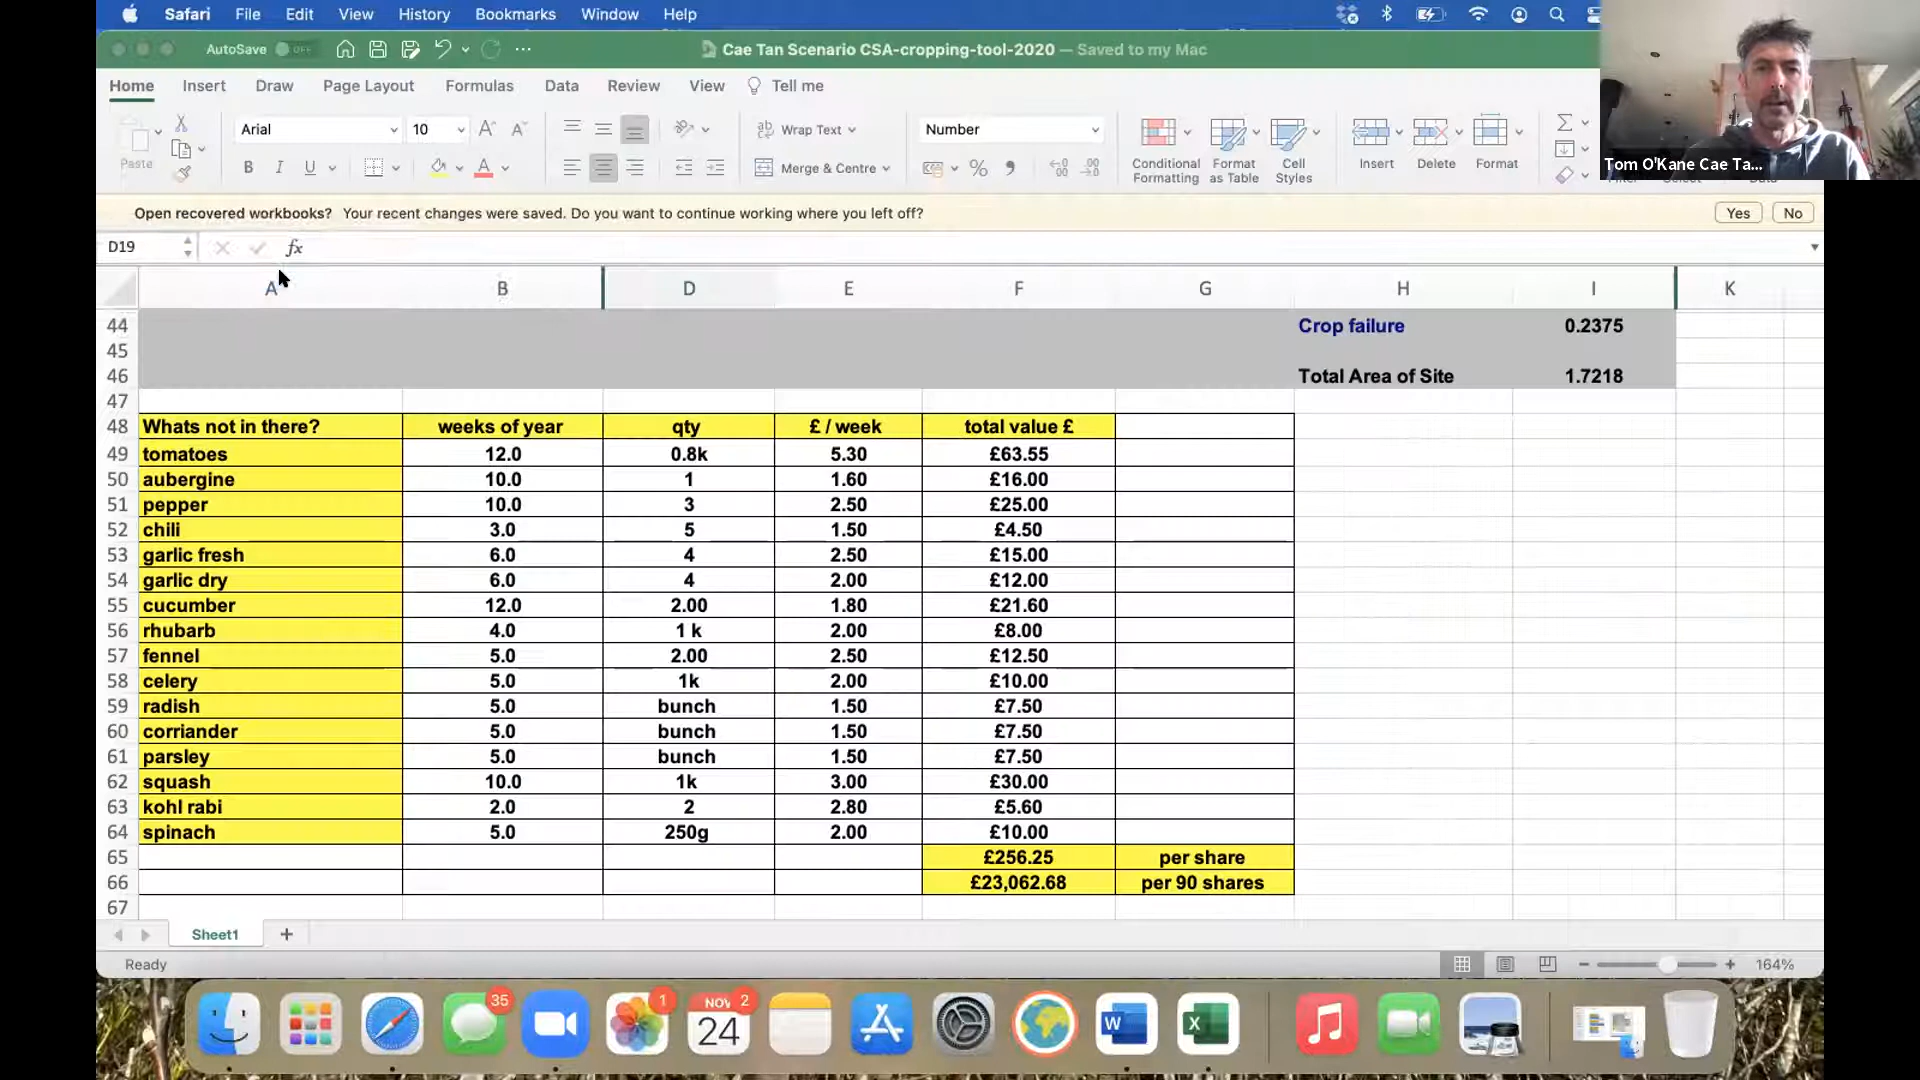 Safari File Edit View History Bookmarks Window Help
AutoSave OFF Cae Tan Scenario CSA-cropping-tool-2020 — Saved to my Mac
Home Insert Draw Page Layout Formulas Data Review View Tell me
Paste Arial 10 Wrap Text Number Insert Delete Format
B I U Merge & Centre Conditional Formatting Format as Table Cell Styles
Tom O'Kane Cae Ta...
Open recovered workbooks? Your recent changes were saved. Do you want to continue working where you left off? Yes No
D19 fx
A B D E F G H I K
44 Crop failure 0.2375
45
46 Total Area of Site 1.7218
47
48 Whats not in there? weeks of year qty £ / week total value £
49 tomatoes 12.0 0.8k 5.30 £63.55
50 aubergine 10.0 1 1.60 £16.00
51 pepper 10.0 3 2.50 £25.00
52 chili 3.0 5 1.50 £4.50
53 garlic fresh 6.0 4 2.50 £15.00
54 garlic dry 6.0 4 2.00 £12.00
55 cucumber 12.0 2.00 1.80 £21.60
56 rhubarb 4.0 1 k 2.00 £8.00
57 fennel 5.0 2.00 2.50 £12.50
58 celery 5.0 1k 2.00 £10.00
59 radish 5.0 bunch 1.50 £7.50
60 corriander 5.0 bunch 1.50 £7.50
61 parsley 5.0 bunch 1.50 £7.50
62 squash 10.0 1k 3.00 £30.00
63 kohl rabi 2.0 2 2.80 £5.60
64 spinach 5.0 250g 2.00 £10.00
65 £256.25 per share
66 £23,062.68 per 90 shares
67
Sheet1
Ready 164%
35 1 NOV 2 24 W X